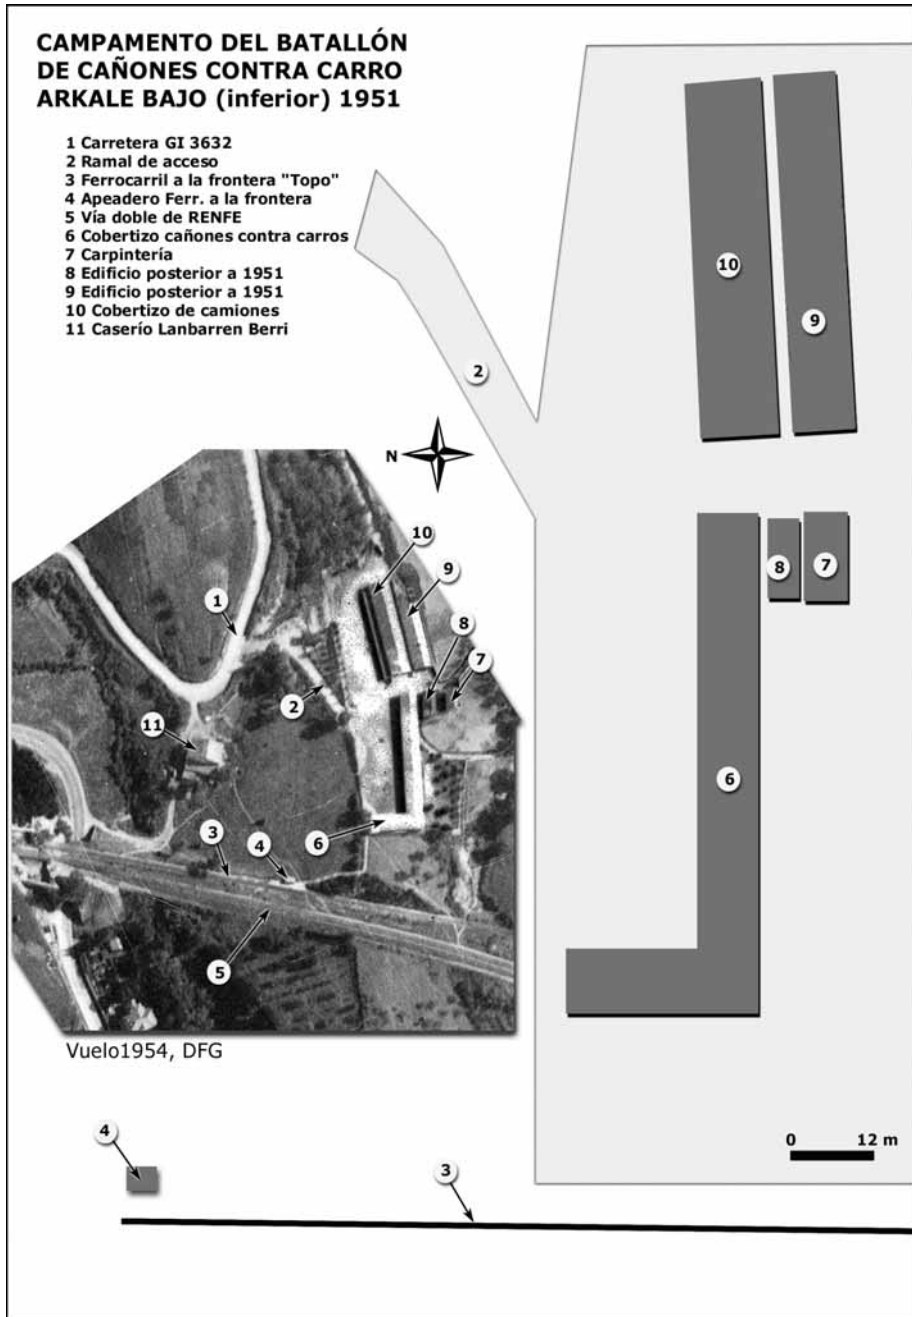 CAMPAMENTO DEL BATALLÓN
DE CAÑONES CONTRA CARRO
ARKALE BAJO (inferior) 1951
1 Carretera GI 3632
2 Ramal de acceso
3 Ferrocarril a la frontera "Topo"
4 Apeadero Ferr. a la frontera
5 Vía doble de RENFE
6 Cobertizo cañones contra carros
7 Carpintería
8 Edificio posterior a 1951
9 Edificio posterior a 1951
10 Cobertizo de camiones
11 Caserío Lanbarren Berri
10
9
2
N
10
9
8
7
1
2
11
3
4
6
5
8
7
6
Vuelo1954, DFG
4
3
0 12 m